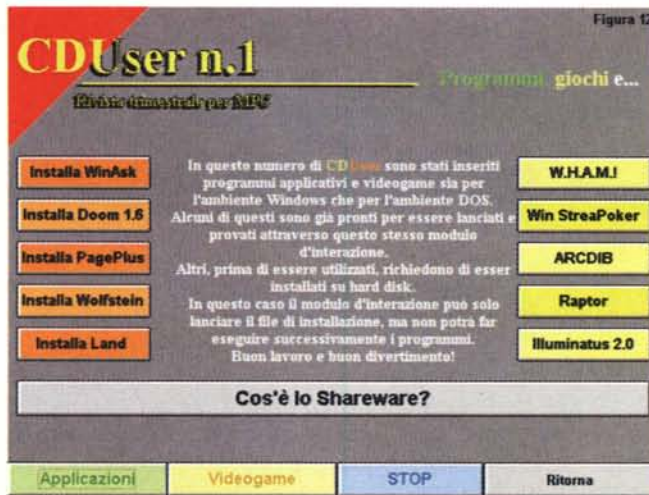 Figura 12
CDUser n.1
Rivista trimestrale per MPC
Programmi, giochi e...
Installa WinAsk
Installa Doom 1.6
Installa PagePlus
Installa Wolfstein
Installa Land
In questo numero di CDUser sono stati inseriti
programmi applicativi e videogame sia per
l'ambiente Windows che per l'ambiente DOS.
Alcuni di questi sono già pronti per essere lanciati e
provati attraverso questo stesso modulo
d'interazione.
Altri, prima di essere utilizzati, richiedono di esser
installati su hard disk.
In questo caso il modulo d'interazione può solo
lanciare il file di installazione, ma non potrà far
eseguire successivamente i programmi.
Buon lavoro e buon divertimento!
W.H.A.M.!
Win StreaPoker
ARCDIB
Raptor
Illuminatus 2.0
Cos'è lo Shareware?
Applicazioni
Videogame
STOP
Ritorna